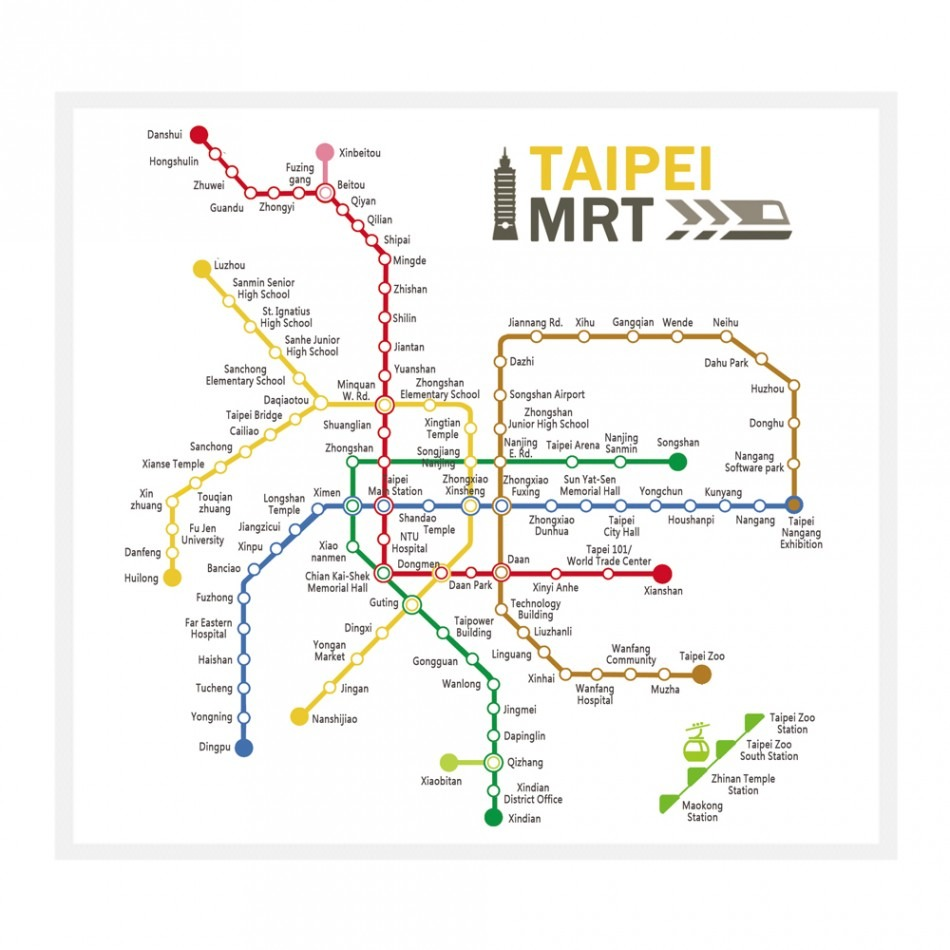 TAIPEI
MRT
Danshui
Hongshulin
Zhuwei
Guandu
Zhongyi
Fuzing
gang
Xinbeitou
Beitou
Qiyan
Qilian
Shipai
Mingde
Zhishan
Shilin
Jiantan
Yuanshan
Minquan
W. Rd.
Shuanglian
Zhongshan
Taipei
Main Station
NTU
Hospital
Chian Kai-Shek
Memorial Hall
Dongmen
Daan Park
Daan
Xinyi Anhe
Tapei 101/
World Trade Center
Xianshan
Luzhou
Sanmin Senior
High School
St. Ignatius
High School
Sanhe Junior
High School
Sanchong
Elementary School
Daqiaotou
Taipei Bridge
Cailiao
Sanchong
Xianse Temple
Xin
zhuang
Touqian
zhuang
Fu Jen
University
Danfeng
Huilong
Zhongshan
Elementary School
Xingtian
Temple
Songjiang
Nanjing
Zhongxiao
Xinsheng
Guting
Dingxi
Yongan
Market
Jingan
Nanshijiao
Jiannang Rd.
Xihu
Gangqian
Wende
Neihu
Dahu Park
Huzhou
Donghu
Nangang
Software park
Taipei
Nangang
Exhibition
Dazhi
Songshan Airport
Zhongshan
Junior High School
Nanjing
E. Rd.
Taipei Arena
Nanjing
Sanmin
Songshan
Zhongxiao
Fuxing
Zhongxiao
Dunhua
Sun Yat-Sen
Memorial Hall
Taipei
City Hall
Yongchun
Houshanpi
Kunyang
Nangang
Shandao
Temple
Ximen
Longshan
Temple
Jiangzicui
Xinpu
Banciao
Fuzhong
Far Eastern
Hospital
Haishan
Tucheng
Yongning
Dingpu
Xiao
nanmen
Taipower
Building
Gongguan
Wanlong
Jingmei
Dapinglin
Qizhang
Xiaobitan
Xindian
District Office
Xindian
Technology
Building
Liuzhanli
Linguang
Xinhai
Wanfang
Hospital
Wanfang
Community
Muzha
Taipei Zoo
Taipei Zoo
Station
Taipei Zoo
South Station
Zhinan Temple
Station
Maokong
Station